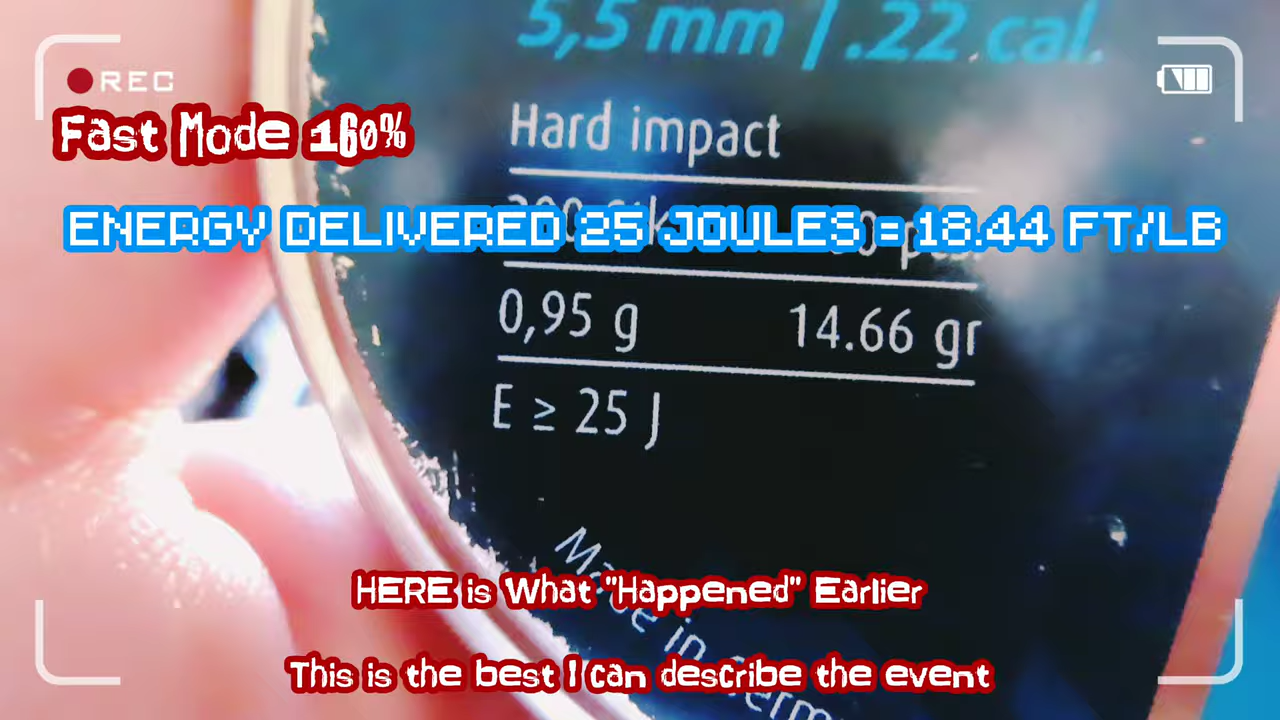 5,5 mm / .22 cal.
REC
Fast Mode 160%
Hard impact
ENERGY DELIVERED 25 JOULES = 18.44 FT/LB
0,95 g 14.66 gr
E ≥ 25 J
HERE is What "Happened" Earlier
Made in
This is the best I can describe the event